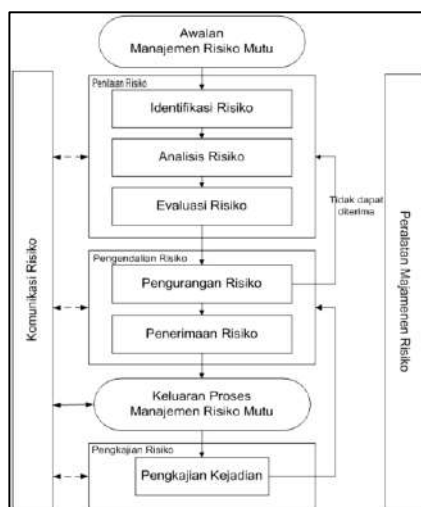 Awalan
Manajemen Risiko Mutu
Penilaian Risiko
Identifikasi Risiko
Analisis Risiko
Evaluasi Risiko
Tidak dapat
diterima
Pengendalian Risiko
Pengurangan Risiko
Penerimaan Risiko
Keluaran Proses
Manajemen Risiko Mutu
Pengkajian Risiko
Pengkajian Kejadian
Komunikasi Risiko
Peralatan Majamenen Risiko